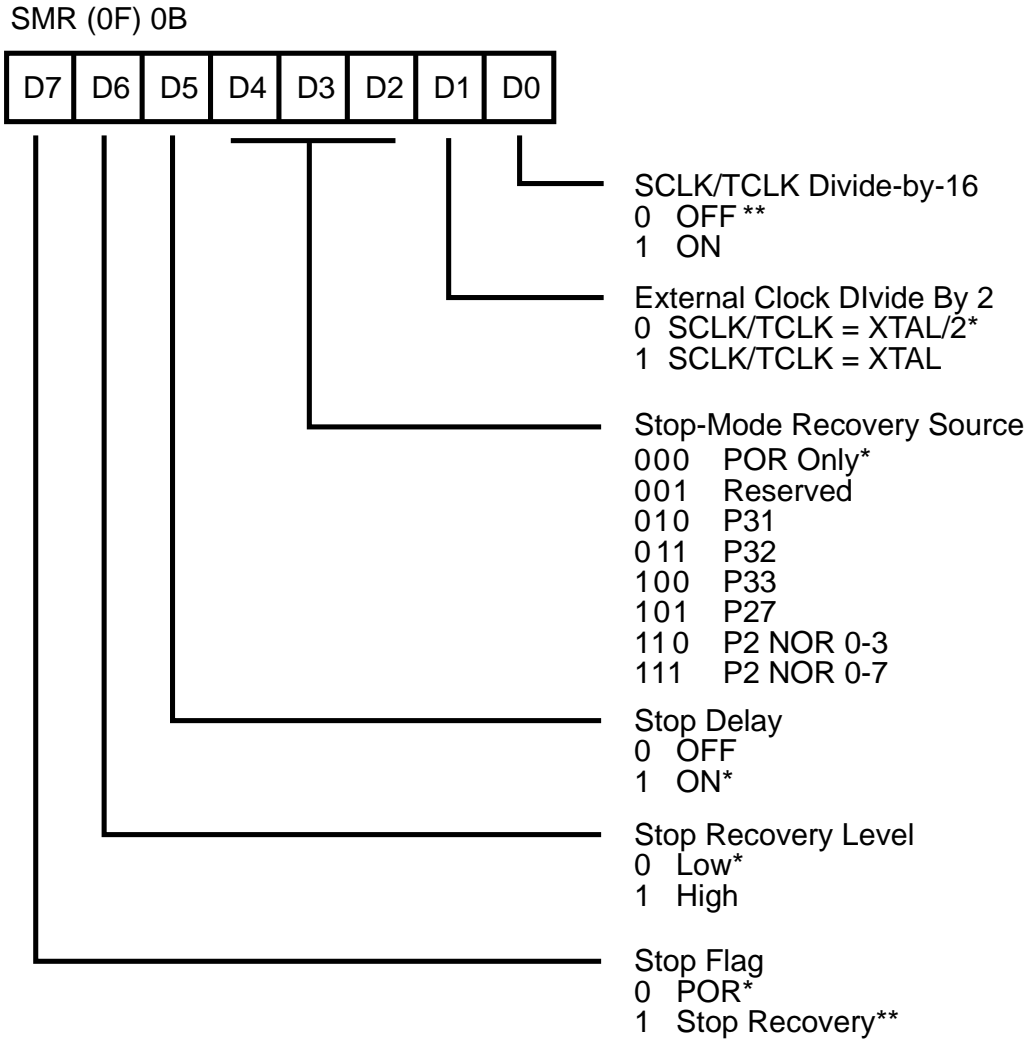 SMR (0F) 0B
D7 D6 D5 D4 D3 D2 D1 D0
SCLK/TCLK Divide-by-16
0 OFF **
1 ON
External Clock DIvide By 2
0 SCLK/TCLK = XTAL/2*
1 SCLK/TCLK = XTAL
Stop-Mode Recovery Source
000 POR Only*
001 Reserved
010 P31
011 P32
100 P33
101 P27
110 P2 NOR 0-3
111 P2 NOR 0-7
Stop Delay
0 OFF
1 ON*
Stop Recovery Level
0 Low*
1 High
Stop Flag
0 POR*
1 Stop Recovery**